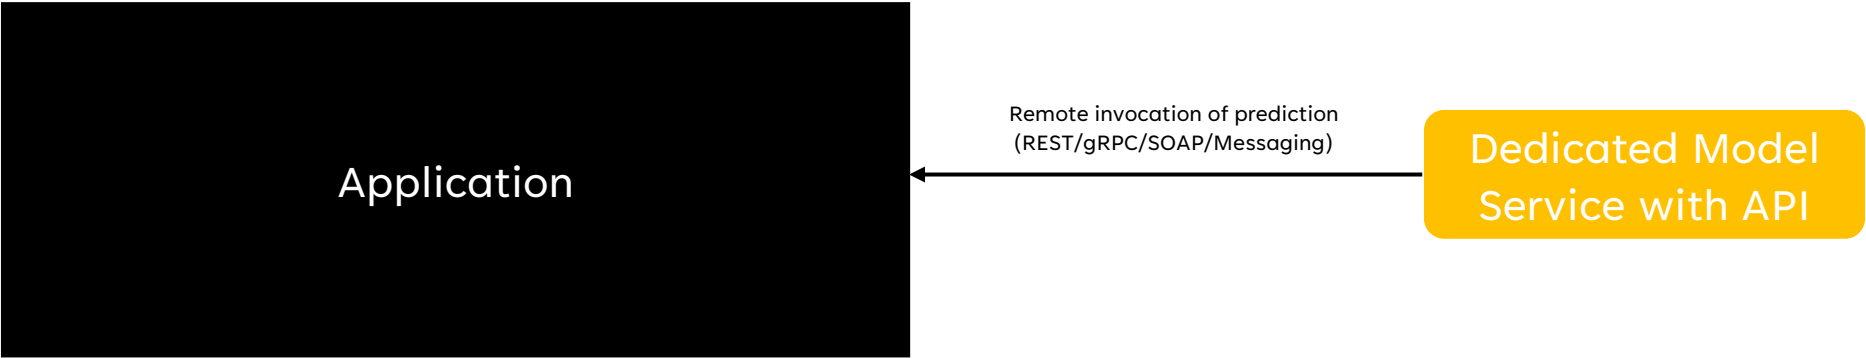 Application
Remote invocation of prediction
(REST/gRPC/SOAP/Messaging)
Dedicated Model
Service with API